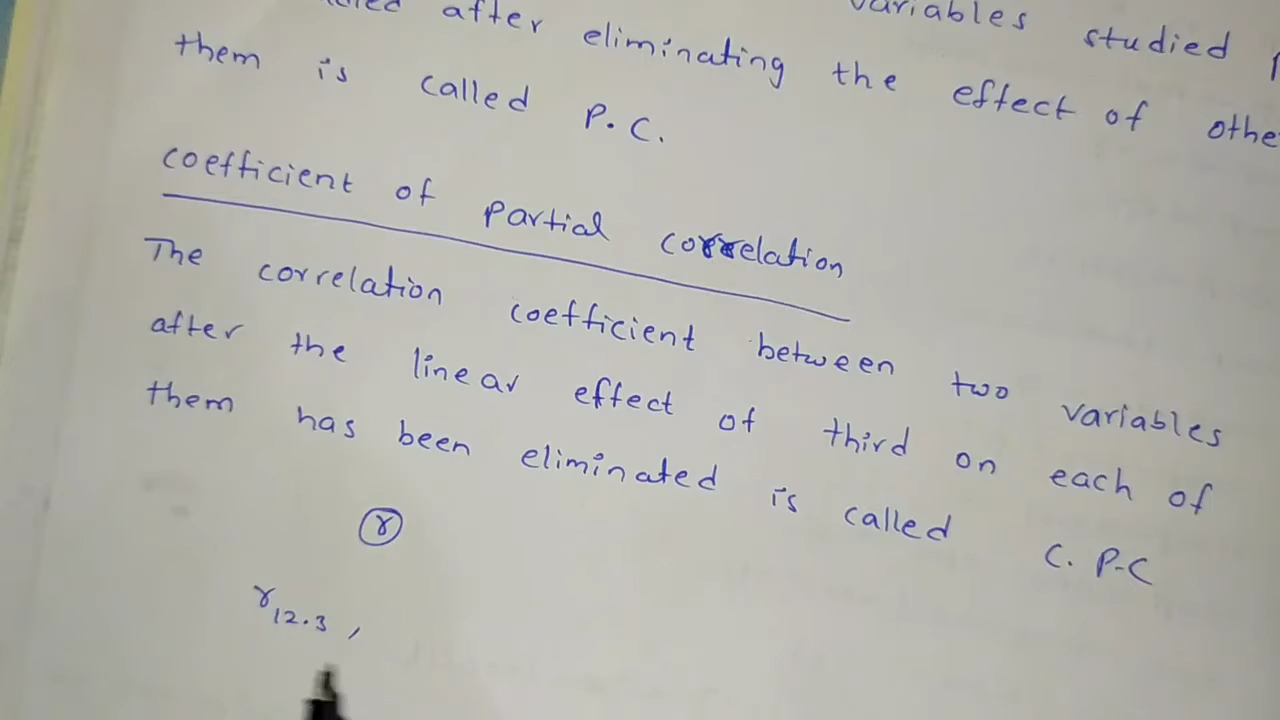 after eliminating the effect of othe
variables studied
them is called P.C.
coefficient of partial correlation
The correlation coefficient between two variables
after the linear effect of third on each of
them has been eliminated is called C. P-C
r
r12.3 ,